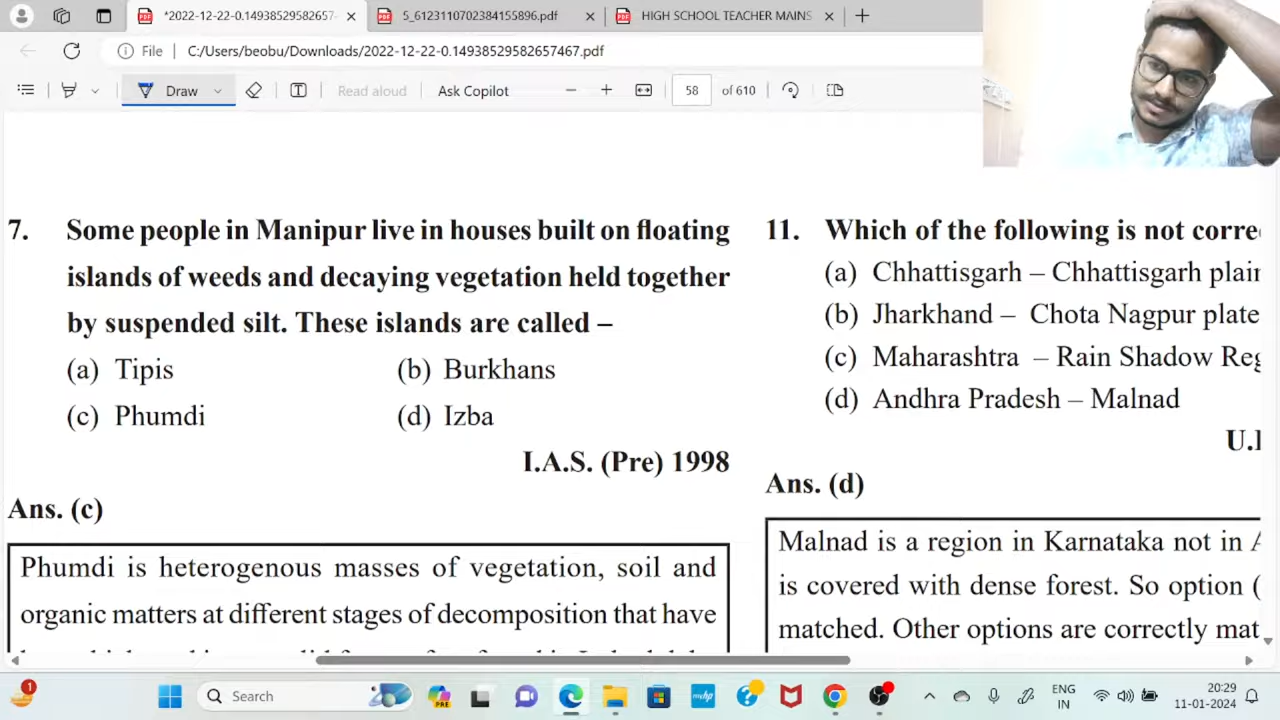 *2022-12-22-0.14938529582657-
5_6123110702384155896.pdf
HIGH SCHOOL TEACHER MAINS
File
C:/Users/beobu/Downloads/2022-12-22-0.14938529582657467.pdf
Draw
Read aloud
Ask Copilot
58
of 610
7. Some people in Manipur live in houses built on floating
islands of weeds and decaying vegetation held together
by suspended silt. These islands are called –
(a) Tipis
(b) Burkhans
(c) Phumdi
(d) Izba
I.A.S. (Pre) 1998
Ans. (c)
Phumdi is heterogenous masses of vegetation, soil and
organic matters at different stages of decomposition that have
11. Which of the following is not corre
(a) Chhattisgarh – Chhattisgarh plain
(b) Jharkhand – Chota Nagpur plate
(c) Maharashtra – Rain Shadow Reg
(d) Andhra Pradesh – Malnad
U.
Ans. (d)
Malnad is a region in Karnataka not in A
is covered with dense forest. So option (
matched. Other options are correctly mat
1
Search
PRE
myhp
ENG
IN
20:29
11-01-2024